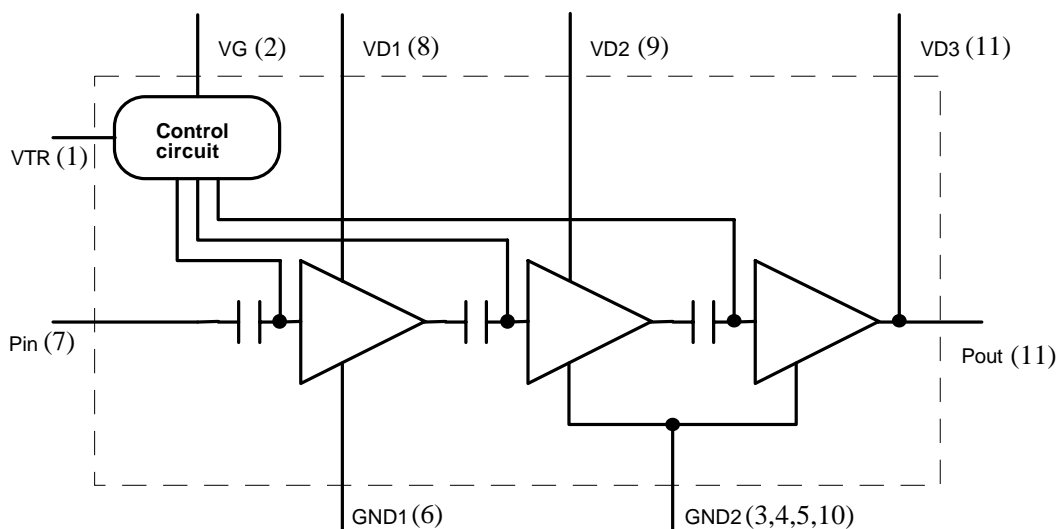 VG (2)
VD1 (8)
VD2 (9)
VD3 (11)
Control
circuit
VTR (1)
Pin (7)
Pout (11)
GND1 (6)
GND2 (3,4,5,10)